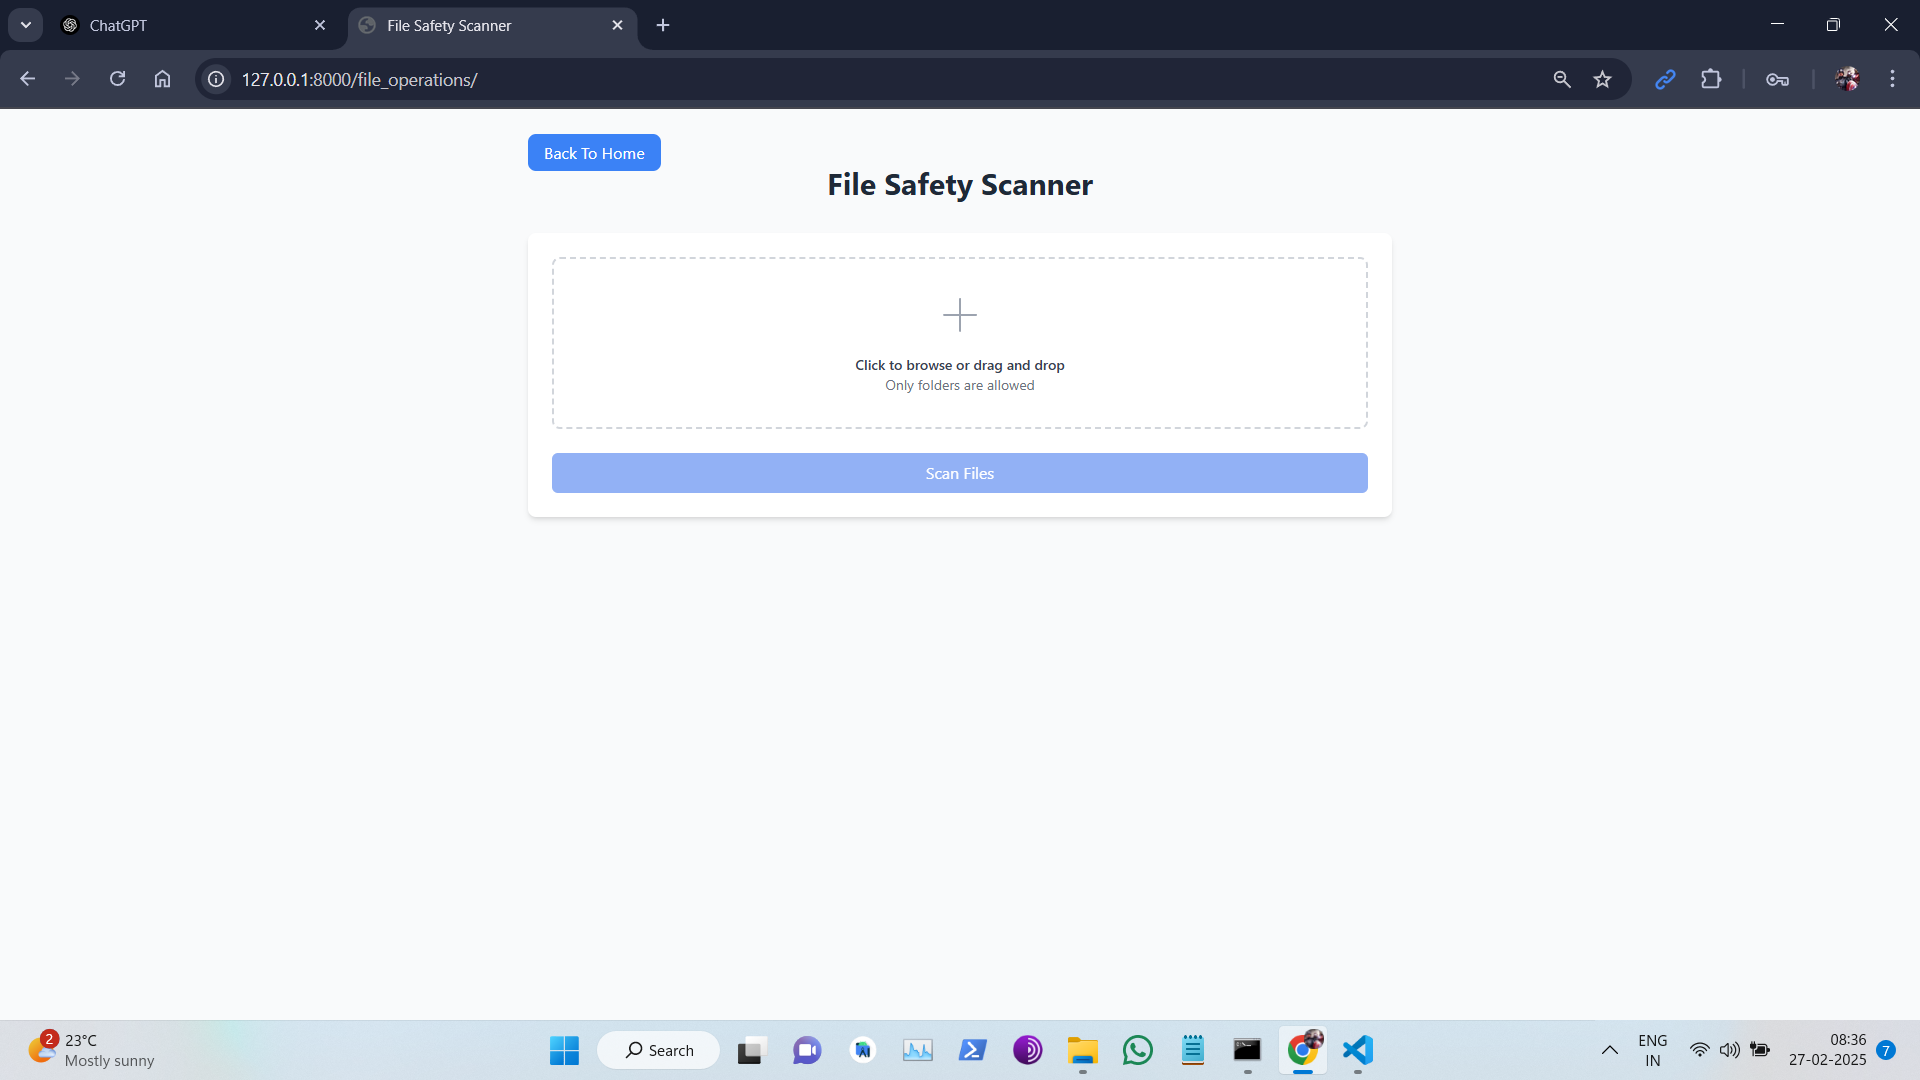 ChatGPT
File Safety Scanner
127.0.0.1:8000/file_operations/
Back To Home
File Safety Scanner
Click to browse or drag and drop
Only folders are allowed
Scan Files
2
23°C
Mostly sunny
Search
ENG
IN
08:36
27-02-2025
7